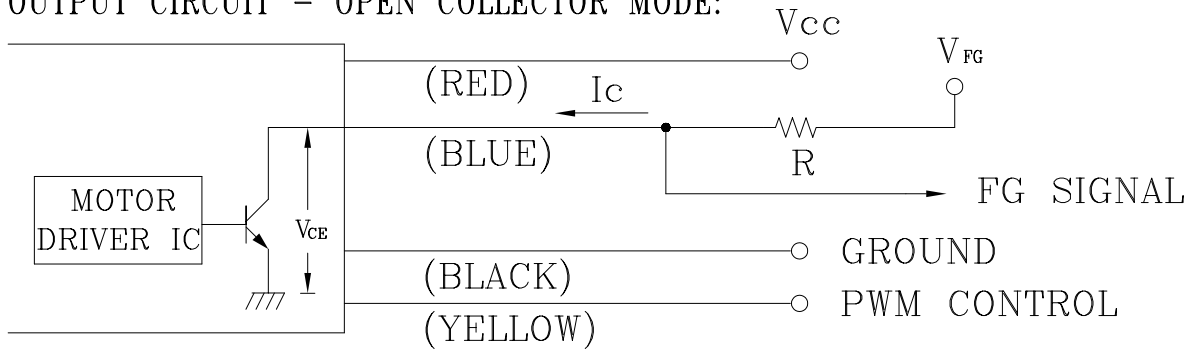 OUTPUT CIRCUIT – OPEN COLLECTOR MODE:
Vcc
VFG
(RED)
Ic
(BLUE)
R
FG SIGNAL
MOTOR
DRIVER IC
VCE
GROUND
(BLACK)
PWM CONTROL
(YELLOW)